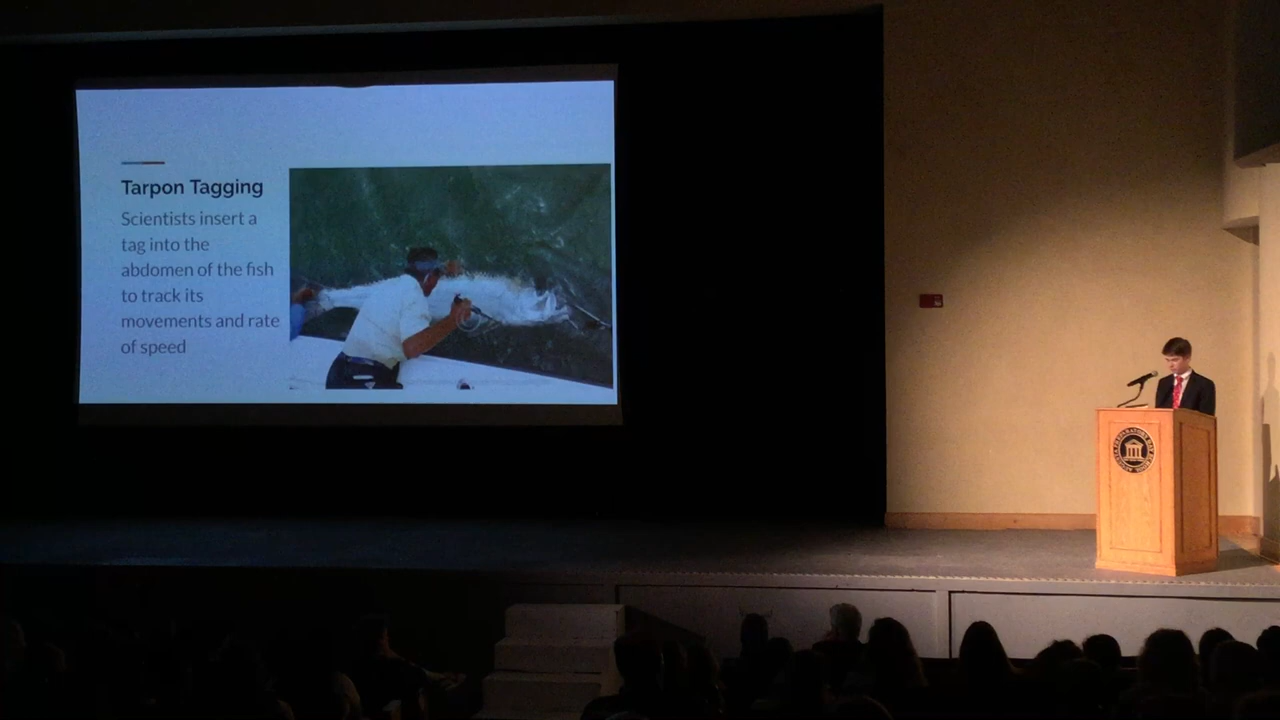 Tarpon Tagging
Scientists insert a
tag into the
abdomen of the fish
to track its
movements and rate
of speed